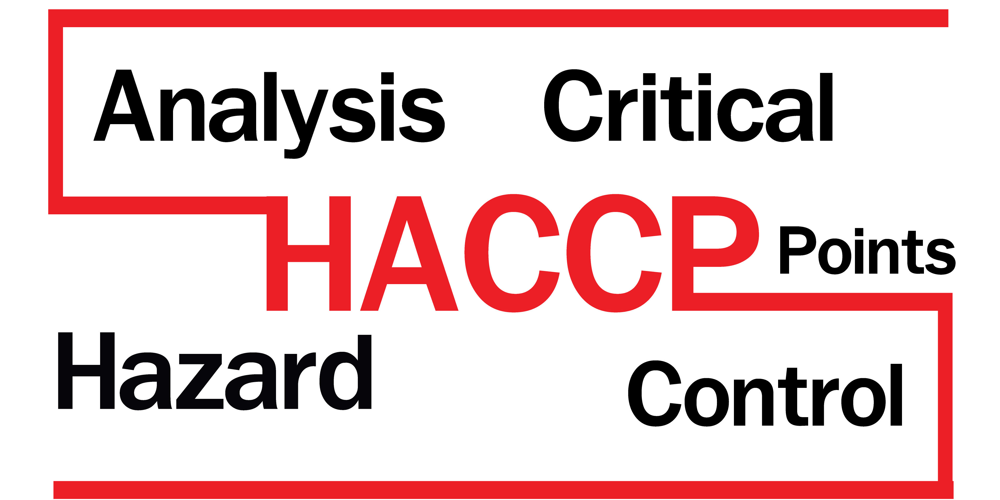 Analysis Critical
HACCP
Points
Hazard
Control